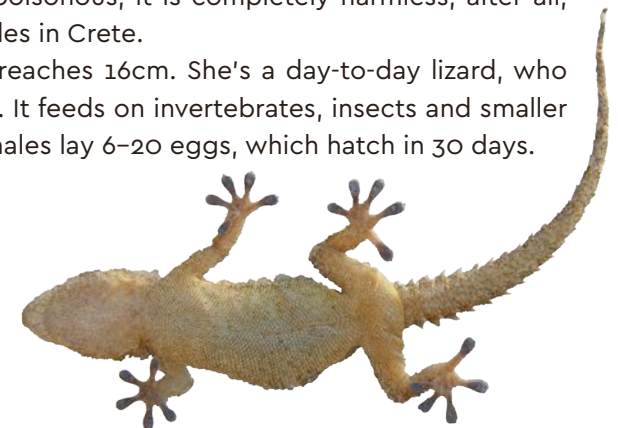 poisonous, it is completely harmless, after all,
les in Crete.
reaches 16cm. She's a day-to-day lizard, who
. It feeds on invertebrates, insects and smaller
ales lay 6–20 eggs, which hatch in 30 days.